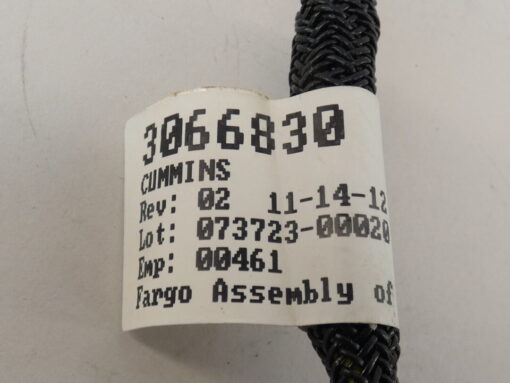 3066830
CUMMINS
Rev: 02 11-14-12
Lot: 073723-00020
Emp: 00461
Fargo Assembly of